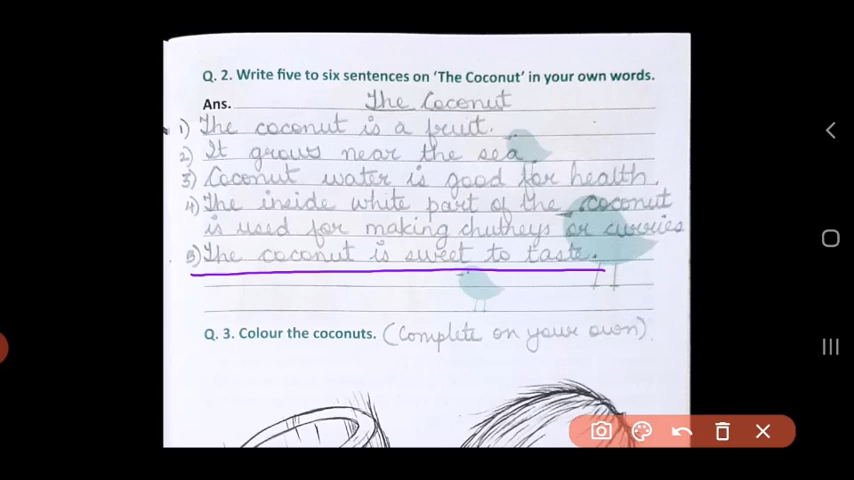 Q. 2. Write five to six sentences on 'The Coconut' in your own words.
Ans. The Coconut
1) The coconut is a fruit.
2) It grows near the sea.
3) Coconut water is good for health.
4) The inside white part of the coconut
is used for making chutneys or curries
5) The coconut is sweet to taste.
Q. 3. Colour the coconuts. (Complete on your own).